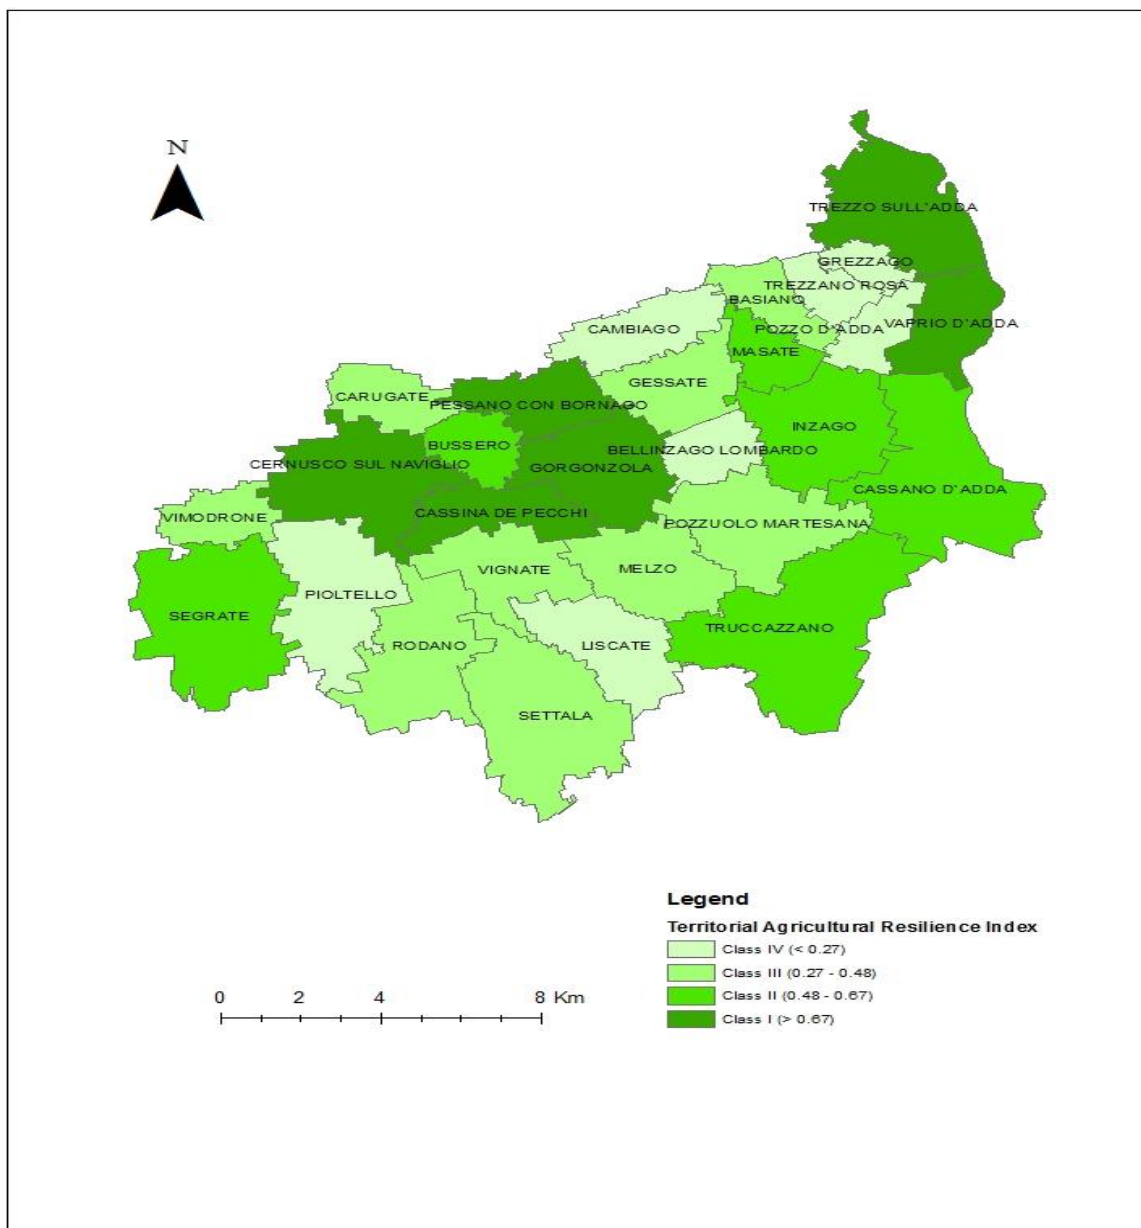 N
TREZZO SULL'ADDA
GREZZAGO
TREZZANO ROSA
BASIANO
VAPRIO D'ADDA
CAMBIAGO
POZZO D'ADDA
MASATE
GESSATE
CARUGATE
PESSANO CON BORNAGO
INZAGO
BUSSERO
BELLINZAGO LOMBARDO
CERNUSCO SUL NAVIGLIO
GORGONZOLA
CASSANO D'ADDA
CASSINA DE PECCHI
VIMODRONE
POZZUOLO MARTESANA
VIGNATE
MELZO
PIOLTELLO
SEGRATE
TRUCCAZZANO
RODANO
LISCATE
SETTALA
Legend
Territorial Agricultural Resilience Index
Class IV (< 0.27)
Class III (0.27 - 0.48)
Class II (0.48 - 0.67)
Class I (> 0.67)
0 2 4 8 Km